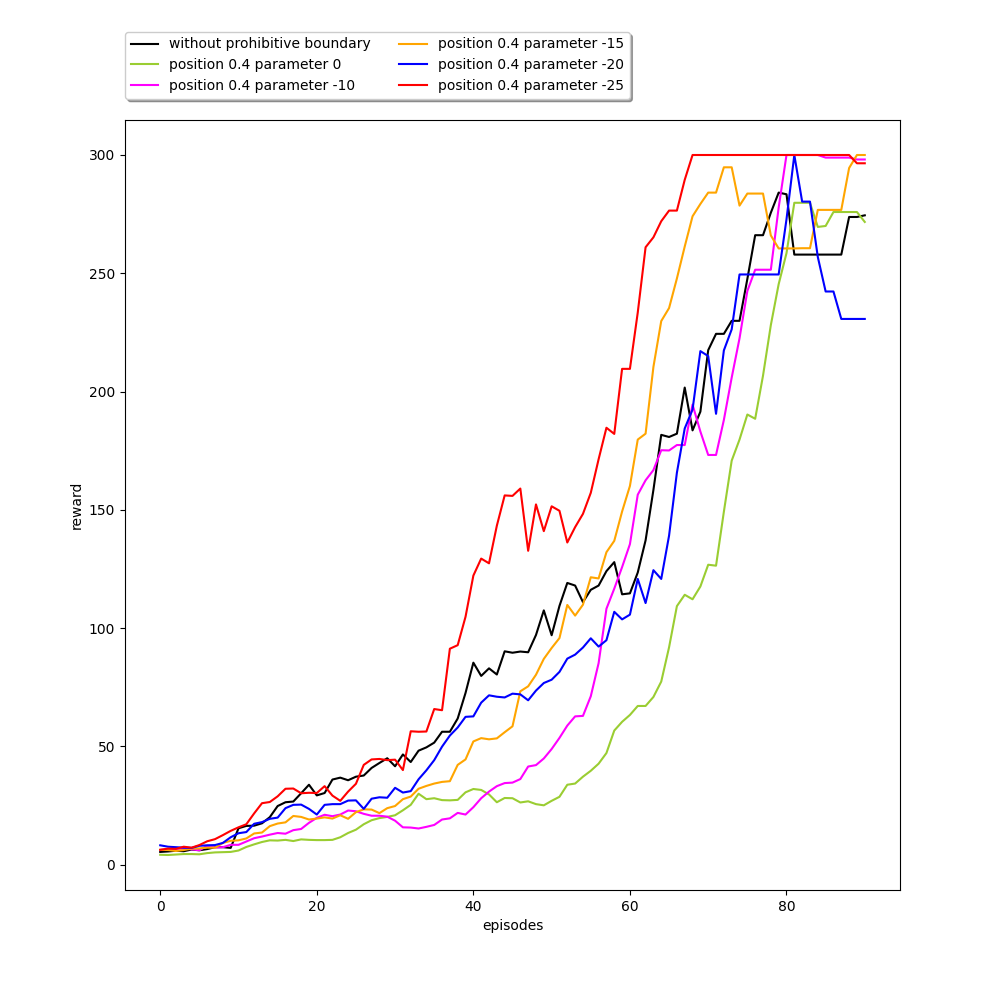 without prohibitive boundary
position 0.4 parameter 0
position 0.4 parameter -10
position 0.4 parameter -15
position 0.4 parameter -20
position 0.4 parameter -25
300
250
200
150
100
50
0
reward
0 20 40 60 80
episodes